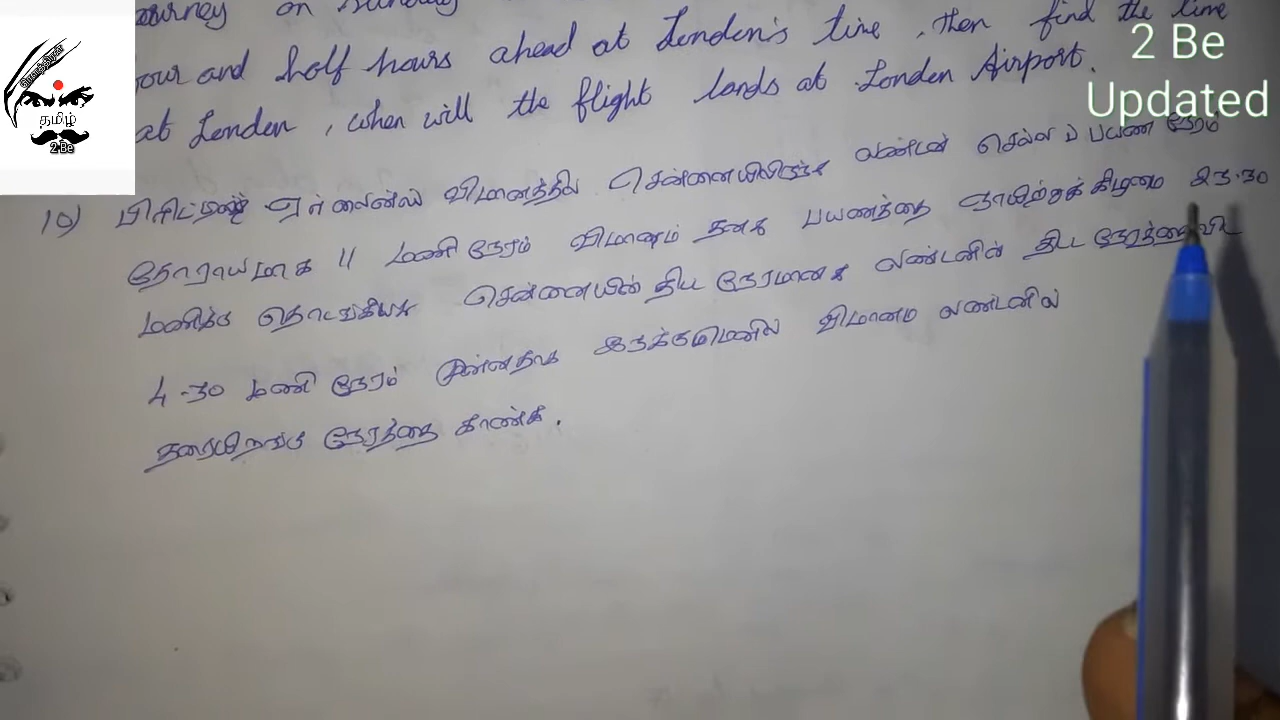 journey on Sunday
our and half hours ahead at London's time, then find the time
at London, when will the flight lands at London Airport.
10) பிரிட்டிஷ் ஏர்லைன்ஸ் விமானத்தில் சென்னையிலிருந்து லண்டன் செல்ல பயண நேரம்
தோராயமாக 11 மணி நேரம் விமானம் தனது பயணத்தை ஞாயிற்றுக்கிழமை 23.30
மணிக்கு தொடங்கியது சென்னையின் திட நேரமானது லண்டனின் திட நேரத்தைவிட
4.30 மணி நேரம் முன்னதாக இருக்குமெனில் விமானம் லண்டனில்
தரையிறங்கு நேரத்தை காண்க.
2 Be
Updated
தமிழ்
2 Be